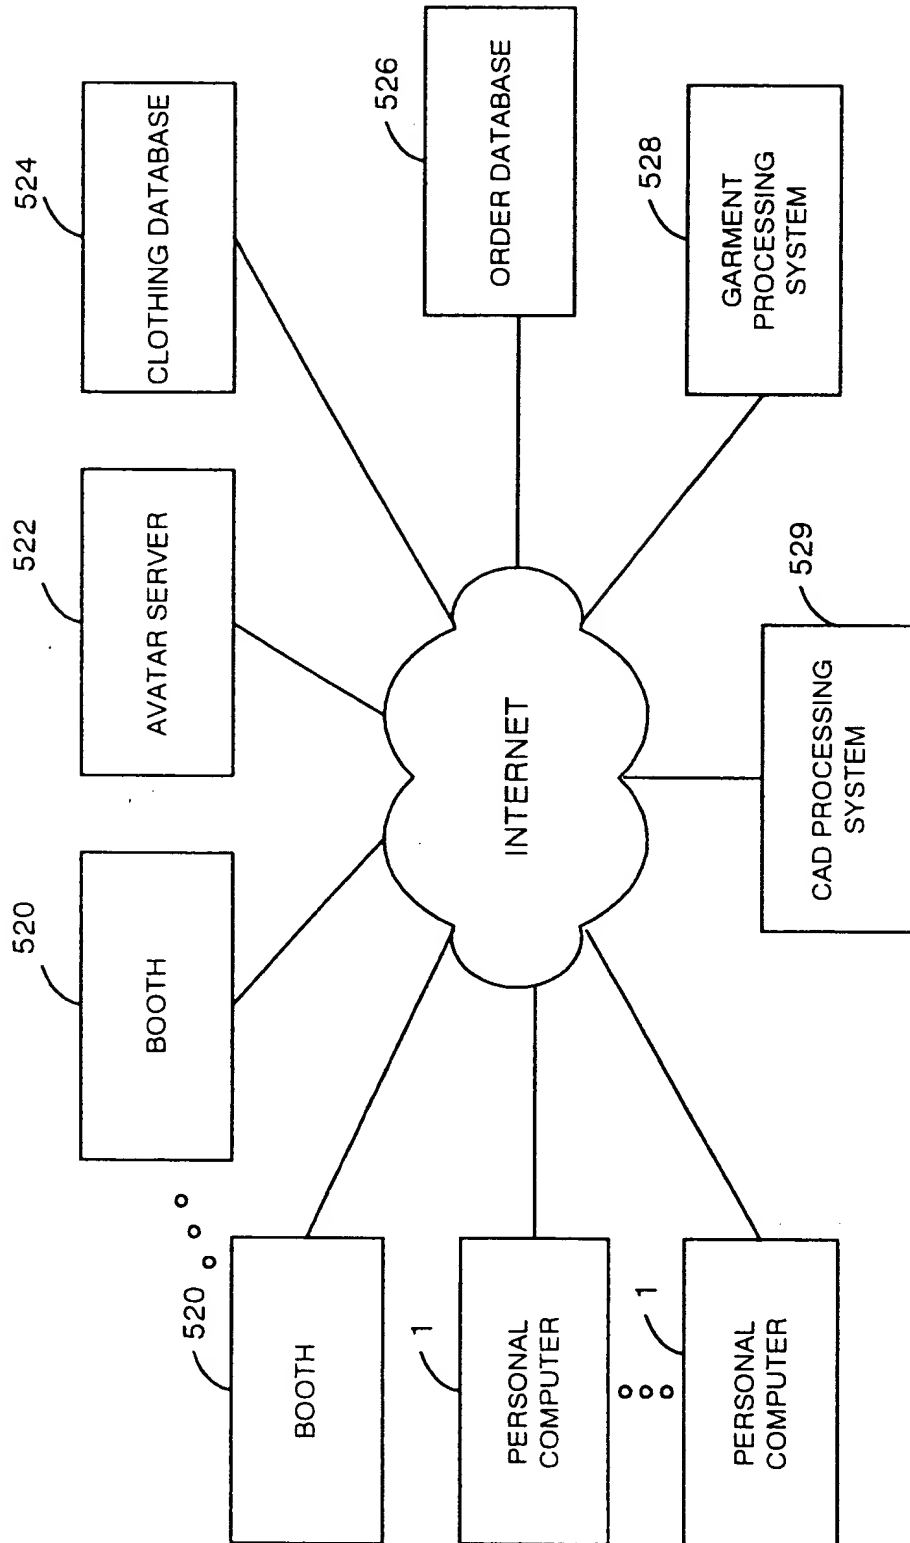 524
CLOTHING DATABASE
526
ORDER DATABASE
528
GARMENT
PROCESSING
SYSTEM
522
AVATAR SERVER
INTERNET
529
CAD PROCESSING
SYSTEM
520
BOOTH
520
BOOTH
1
PERSONAL
COMPUTER
1
PERSONAL
COMPUTER